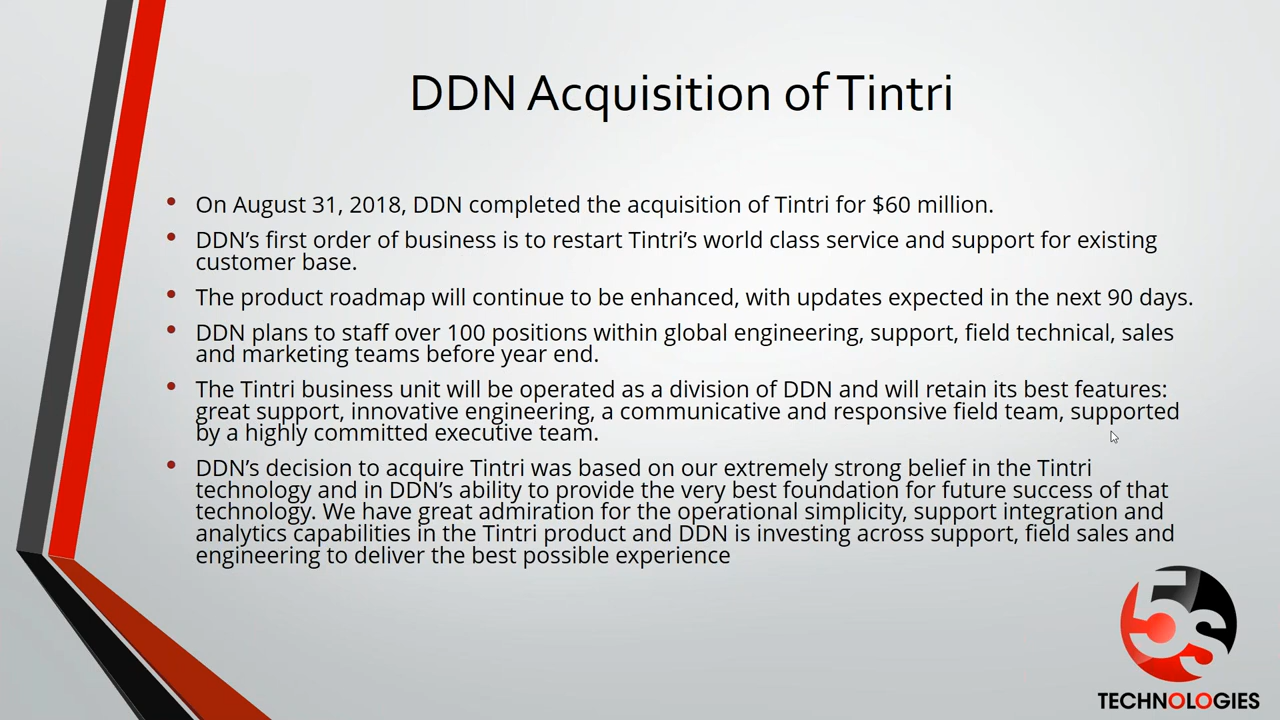 DDN Acquisition of Tintri
• On August 31, 2018, DDN completed the acquisition of Tintri for $60 million.
• DDN’s first order of business is to restart Tintri’s world class service and support for existing
customer base.
• The product roadmap will continue to be enhanced, with updates expected in the next 90 days.
• DDN plans to staff over 100 positions within global engineering, support, field technical, sales
and marketing teams before year end.
• The Tintri business unit will be operated as a division of DDN and will retain its best features:
great support, innovative engineering, a communicative and responsive field team, supported
by a highly committed executive team.
• DDN’s decision to acquire Tintri was based on our extremely strong belief in the Tintri
technology and in DDN’s ability to provide the very best foundation for future success of that
technology. We have great admiration for the operational simplicity, support integration and
analytics capabilities in the Tintri product and DDN is investing across support, field sales and
engineering to deliver the best possible experience
5S
TECHNOLOGIES